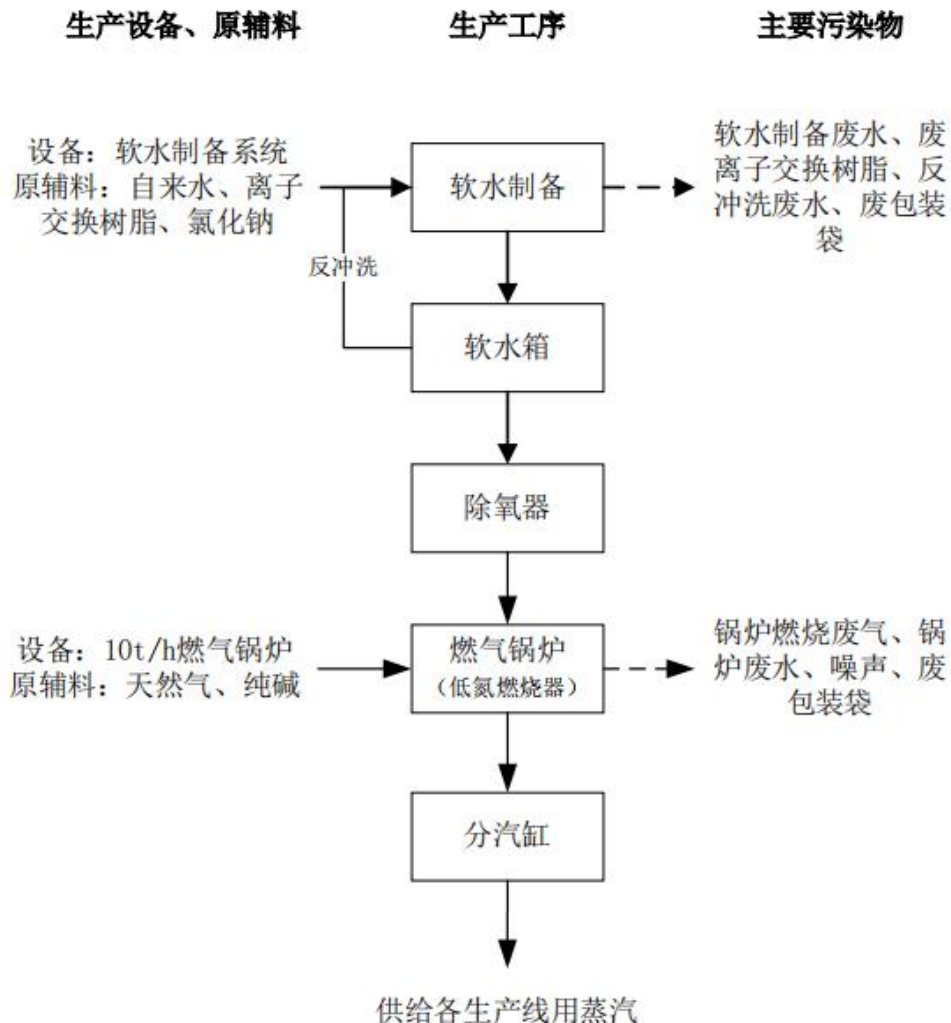 生产设备、原辅料
生产工序
主要污染物
设备：软水制备系统
原辅料：自来水、离子
交换树脂、氯化钠
软水制备
软水制备废水、废
离子交换树脂、反
冲洗废水、废包装
袋
反冲洗
软水箱
除氧器
设备：10t/h燃气锅炉
原辅料：天然气、纯碱
燃气锅炉
（低氮燃烧器）
锅炉燃烧废气、锅
炉废水、噪声、废
包装袋
分汽缸
供给各生产线用蒸汽